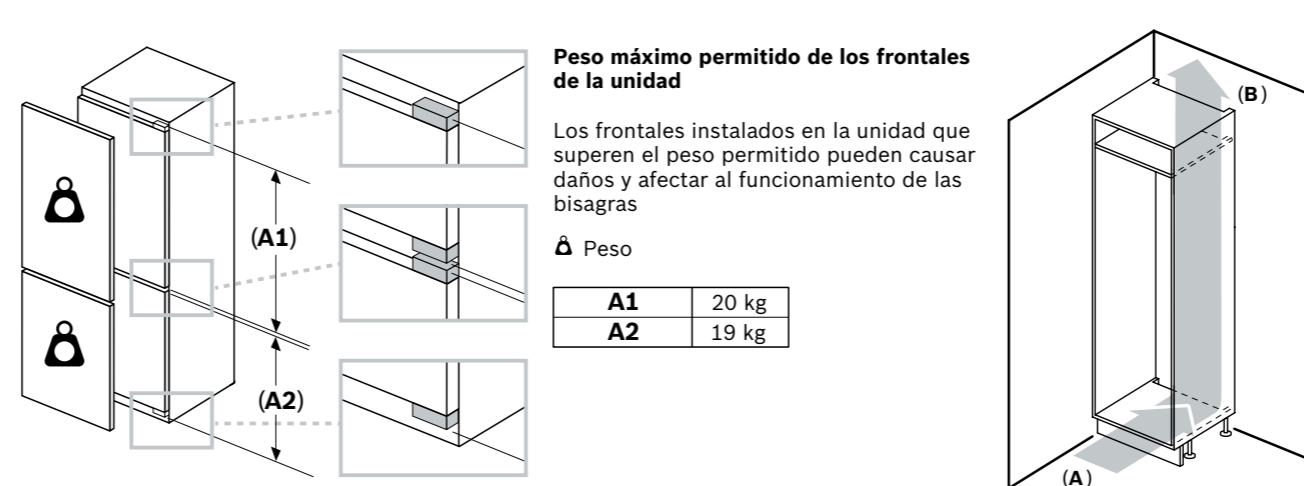 (A1)
(A2)
Peso máximo permitido de los frontales
de la unidad
Los frontales instalados en la unidad que
superen el peso permitido pueden causar
daños y afectar al funcionamiento de las
bisagras
Peso
A1 20 kg
A2 19 kg
(B)
(A)